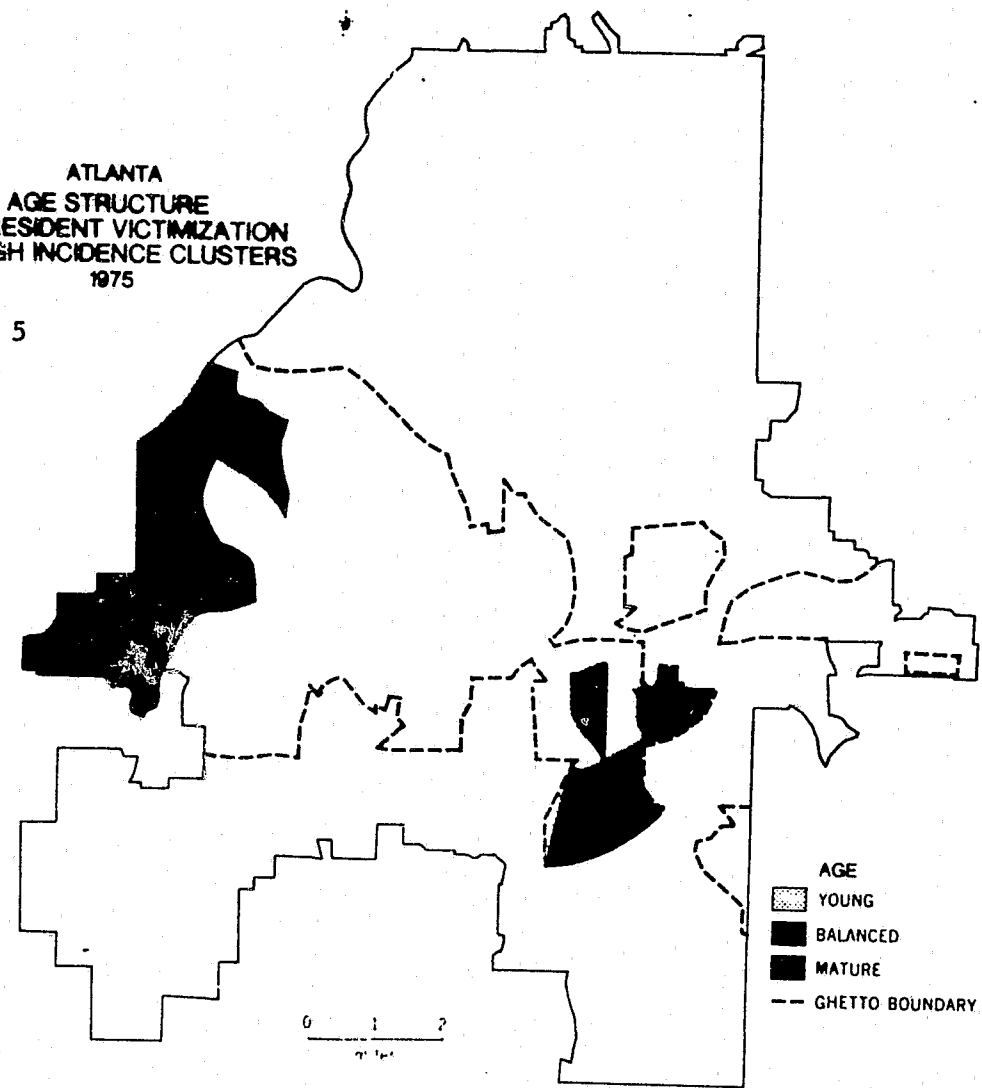 ATLANTA
AGE STRUCTURE
ESIDENT VICTIMIZATION
GH INCIDENCE CLUSTERS
1975
5
AGE
YOUNG
BALANCED
MATURE
GHETTO BOUNDARY
0 1 2